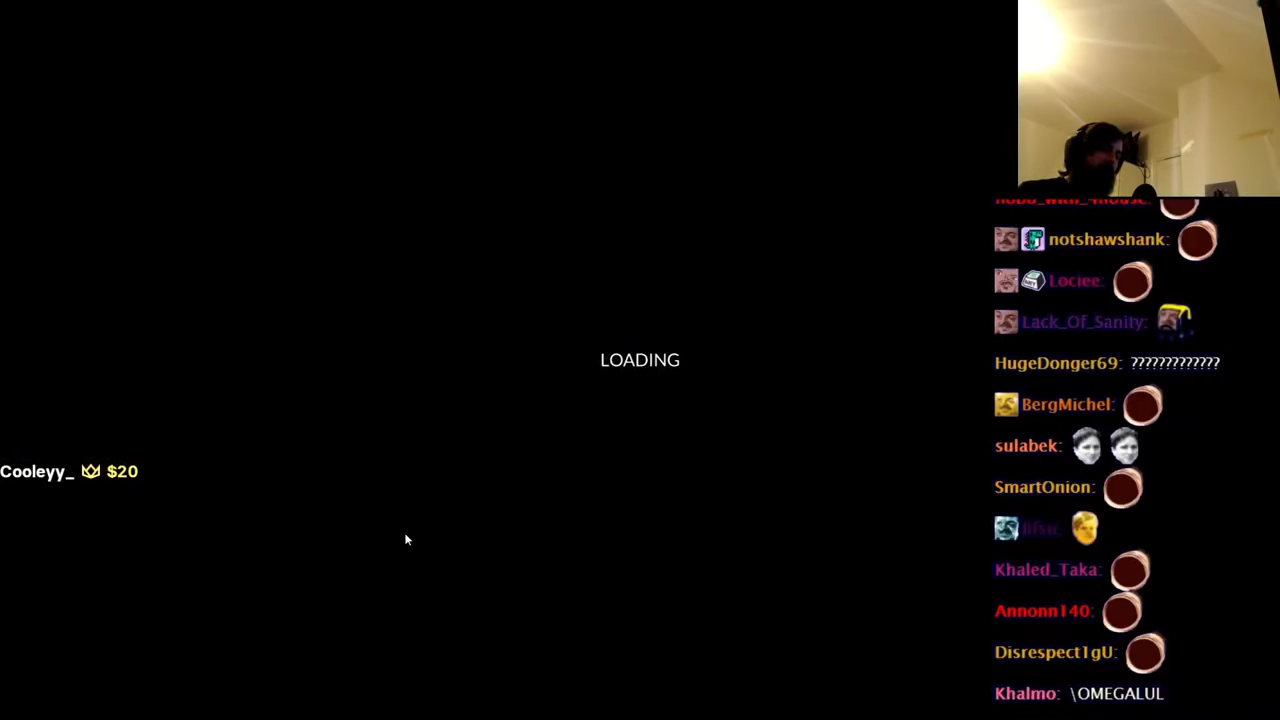 notshawshank:
Lociee:
Lack_Of_Sanity:
HugeDonger69: ?????????????
LOADING
BergMichel:
sulabek:
Cooleyy_ $20
SmartOnion:
Khaled_Taka:
Annonn140:
Disrespect1gU:
Khalmo: \OMEGALUL